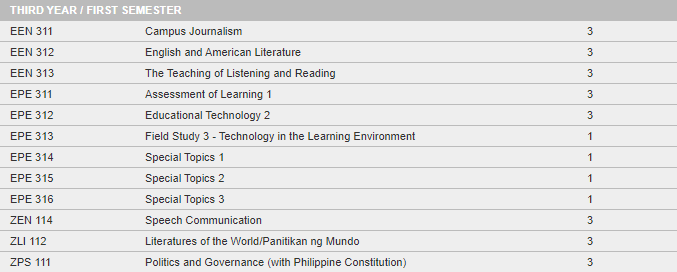 THIRD YEAR / FIRST SEMESTER
EEN 311 Campus Journalism 3
EEN 312 English and American Literature 3
EEN 313 The Teaching of Listening and Reading 3
EPE 311 Assessment of Learning 1 3
EPE 312 Educational Technology 2 3
EPE 313 Field Study 3 - Technology in the Learning Environment 1
EPE 314 Special Topics 1 1
EPE 315 Special Topics 2 1
EPE 316 Special Topics 3 1
ZEN 114 Speech Communication 3
ZLI 112 Literatures of the World/Panitikan ng Mundo 3
ZPS 111 Politics and Governance (with Philippine Constitution) 3